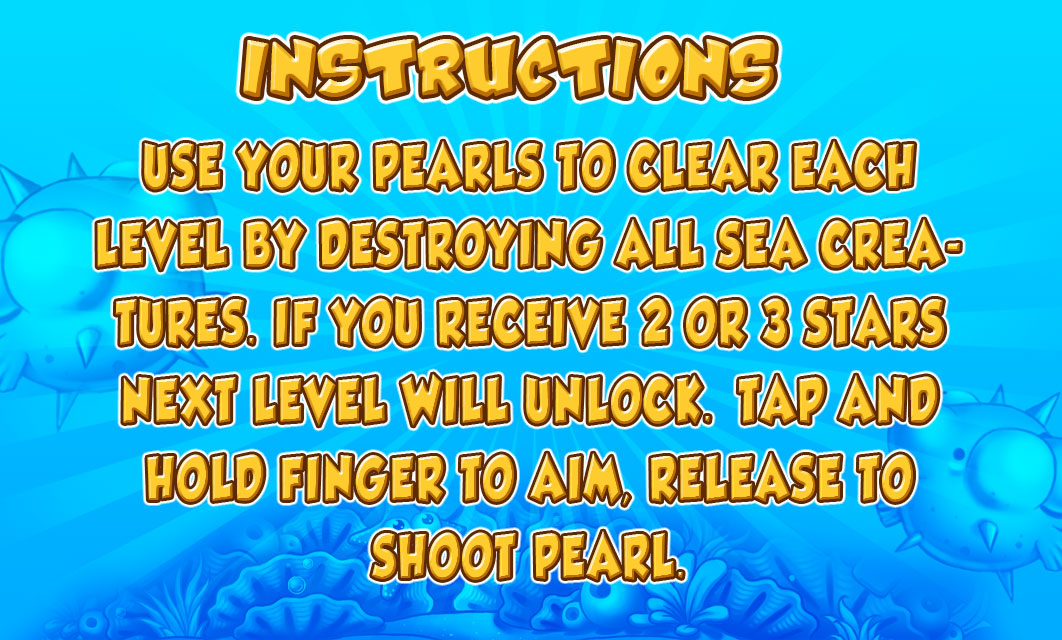 INSTRUCTIONS
USE YOUR PEARLS TO CLEAR EACH
LEVEL BY DESTROYING ALL SEA CREA-
TURES. IF YOU RECEIVE 2 OR 3 STARS
NEXT LEVEL WILL UNLOCK. TAP AND
HOLD FINGER TO AIM, RELEASE TO
SHOOT PEARL.